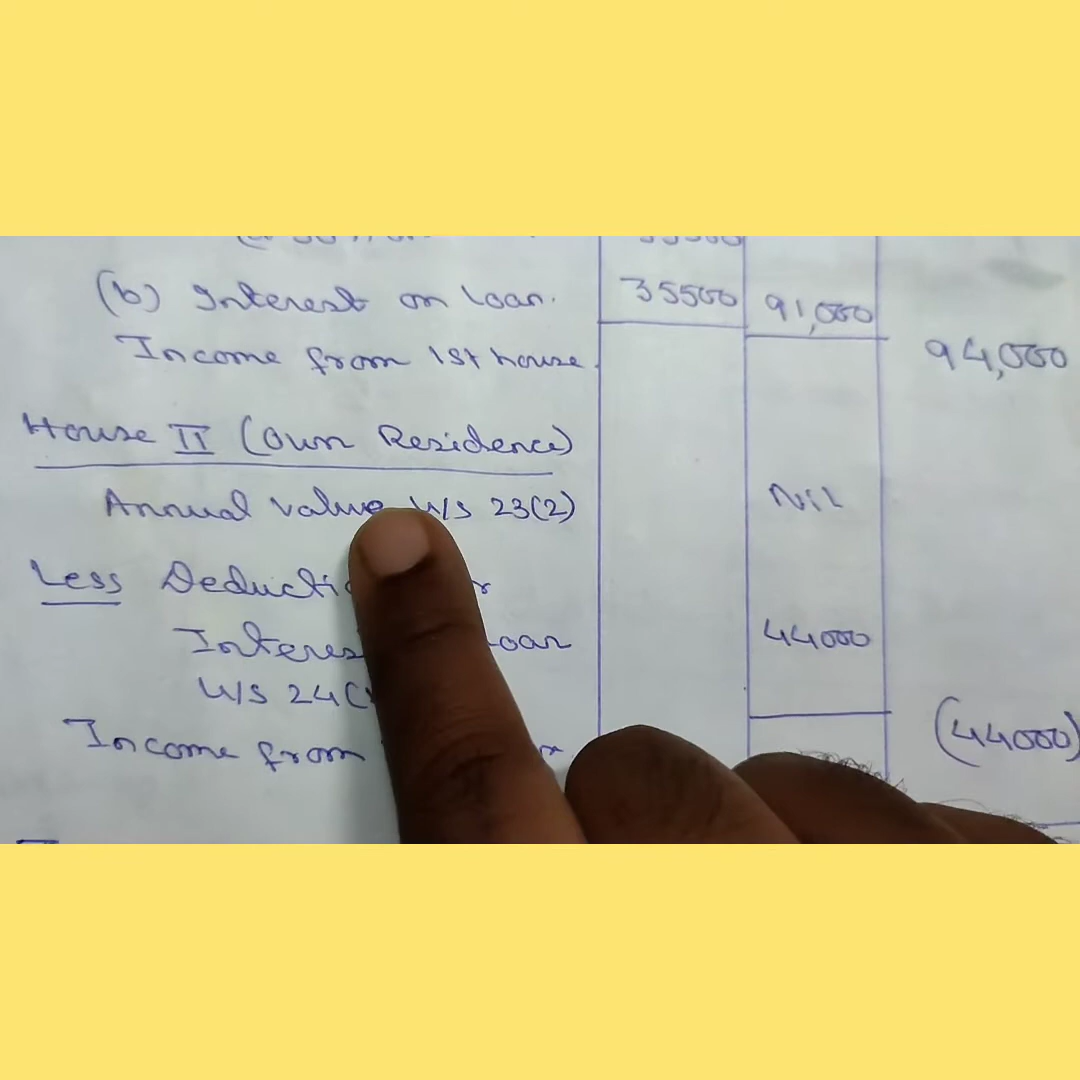 (b) Interest on Loan. 35500 91,000
Income from 1st house. 94,000
House II (Own Residence)
Annual value U/S 23(2) Nil
Less Deducti
Interes Loan 44000
U/S 24(
Income from (44000)